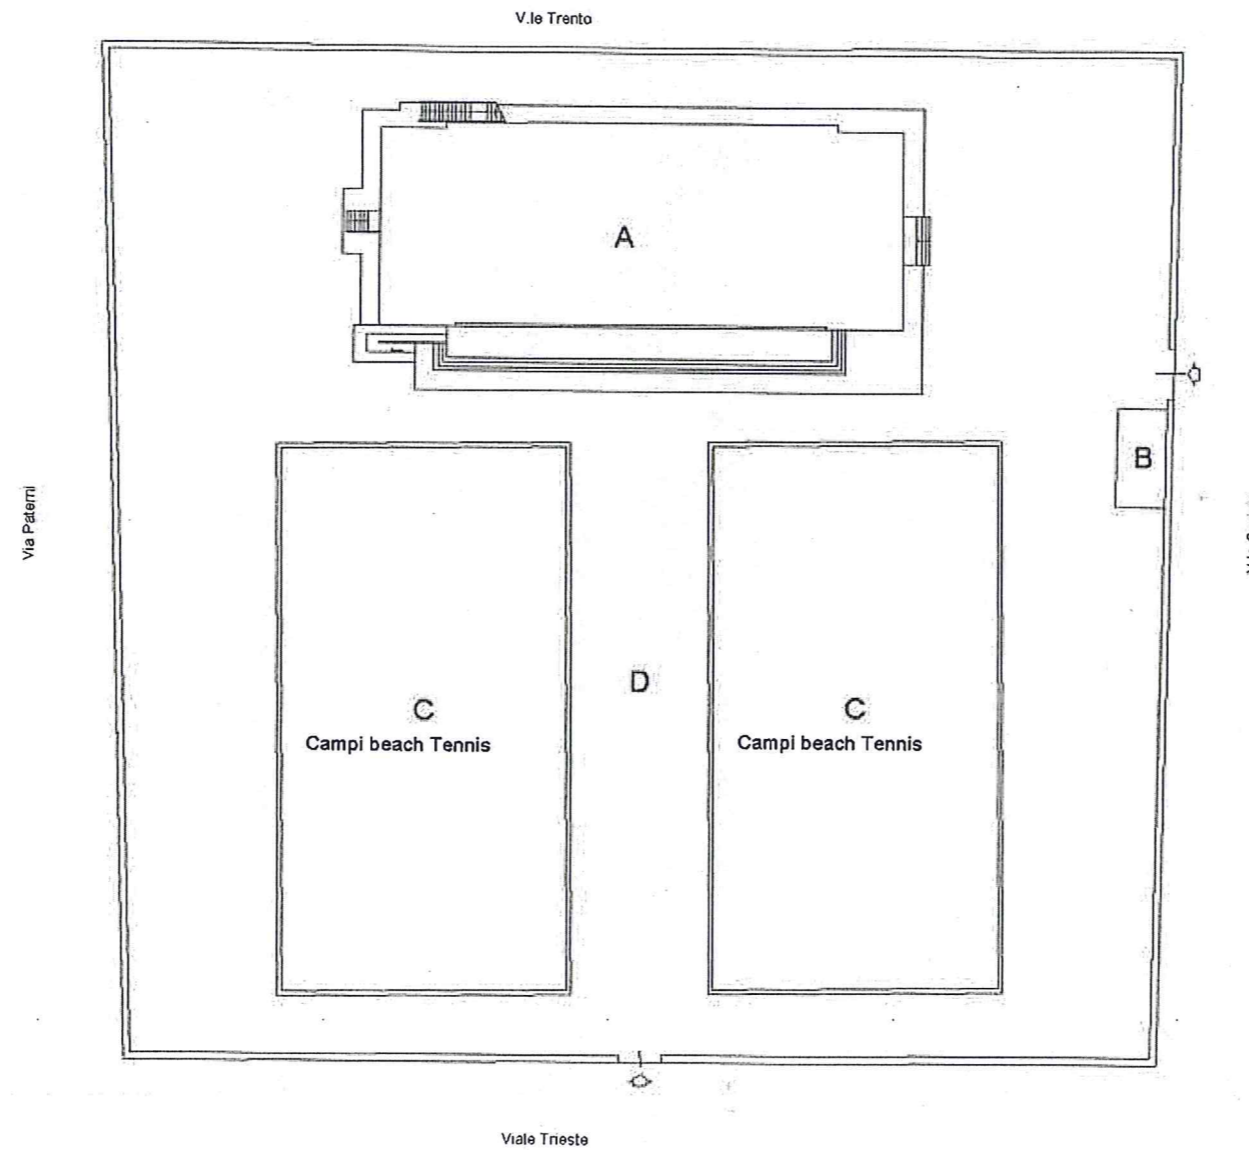 V.le Trento
A
B
Via Paterni
D
C
Campi beach Tennis
C
Campi beach Tennis
Viale Trieste